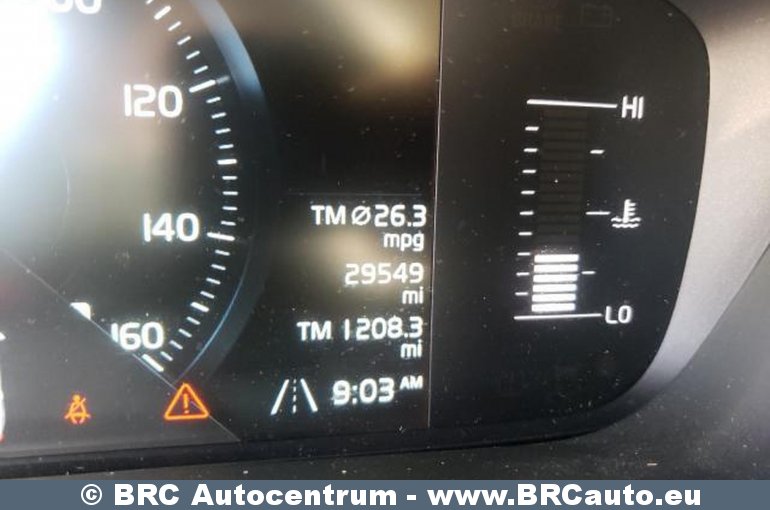 120
HI
TM Ø26.3
mpg
140
29549
mi
TM 1208.3
mi
LO
160
9:03 AM
© BRC Autocentrum - www.BRCauto.eu